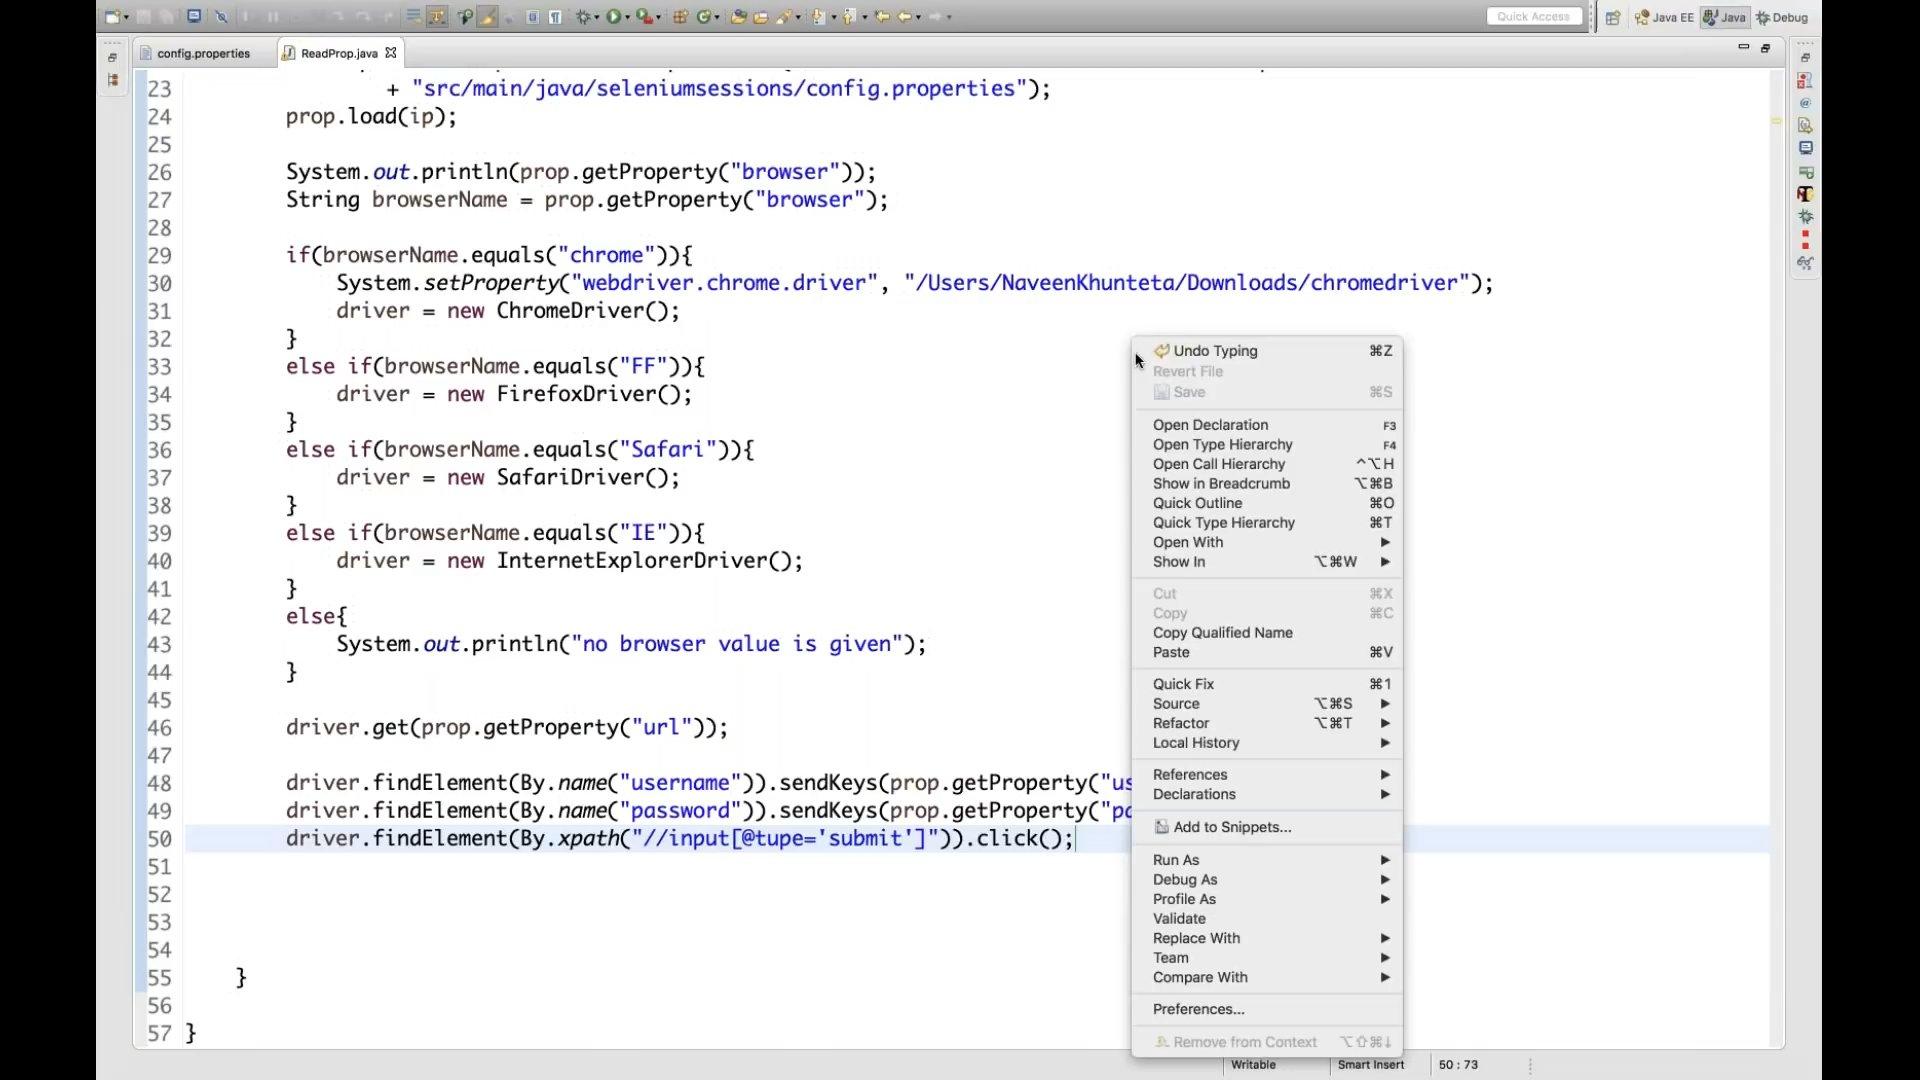 Quick Access
Java EE
Java
Debug
config.properties
ReadProp.java
23 + "src/main/java/seleniumsessions/config.properties");
24 prop.load(ip);
25
26 System.out.println(prop.getProperty("browser"));
27 String browserName = prop.getProperty("browser");
28
29 if(browserName.equals("chrome")){
30 System.setProperty("webdriver.chrome.driver", "/Users/NaveenKhunteta/Downloads/chromedriver");
31 driver = new ChromeDriver();
32 }
33 else if(browserName.equals("FF")){
34 driver = new FirefoxDriver();
35 }
36 else if(browserName.equals("Safari")){
37 driver = new SafariDriver();
38 }
39 else if(browserName.equals("IE")){
40 driver = new InternetExplorerDriver();
41 }
42 else{
43 System.out.println("no browser value is given");
44 }
45
46 driver.get(prop.getProperty("url"));
47
48 driver.findElement(By.name("username")).sendKeys(prop.getProperty("us
49 driver.findElement(By.name("password")).sendKeys(prop.getProperty("pa
50 driver.findElement(By.xpath("//input[@tupe='submit']")).click();
51
52
53
54
55 }
56
57 }
Undo Typing ⌘Z
Revert File
Save ⌘S
Open Declaration F3
Open Type Hierarchy F4
Open Call Hierarchy ^⌥H
Show in Breadcrumb ⌥⌘B
Quick Outline ⌘O
Quick Type Hierarchy ⌘T
Open With
Show In ⌥⌘W
Cut ⌘X
Copy ⌘C
Copy Qualified Name
Paste ⌘V
Quick Fix ⌘1
Source ⌥⌘S
Refactor ⌥⌘T
Local History
References
Declarations
Add to Snippets...
Run As
Debug As
Profile As
Validate
Replace With
Team
Compare With
Preferences...
Remove from Context ⌥⇧⌘↓
Writable
Smart Insert
50 : 73